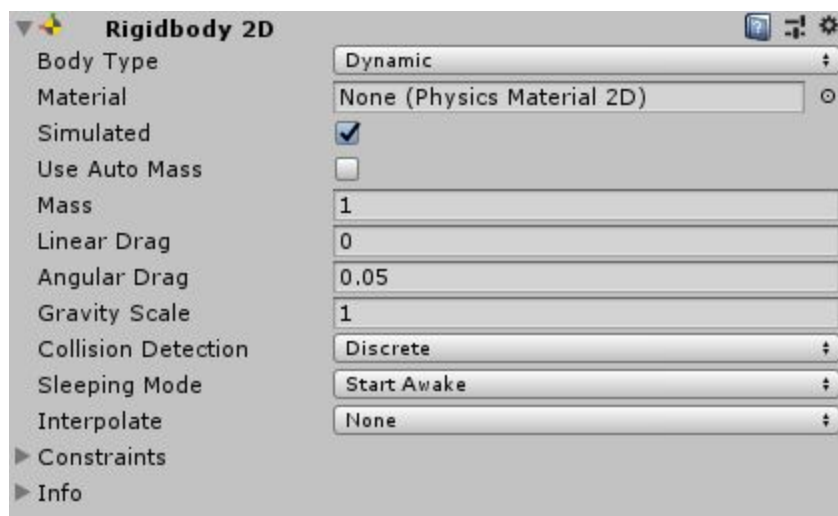 Rigidbody 2D
Body Type Dynamic
Material None (Physics Material 2D)
Simulated
Use Auto Mass
Mass 1
Linear Drag 0
Angular Drag 0.05
Gravity Scale 1
Collision Detection Discrete
Sleeping Mode Start Awake
Interpolate None
Constraints
Info